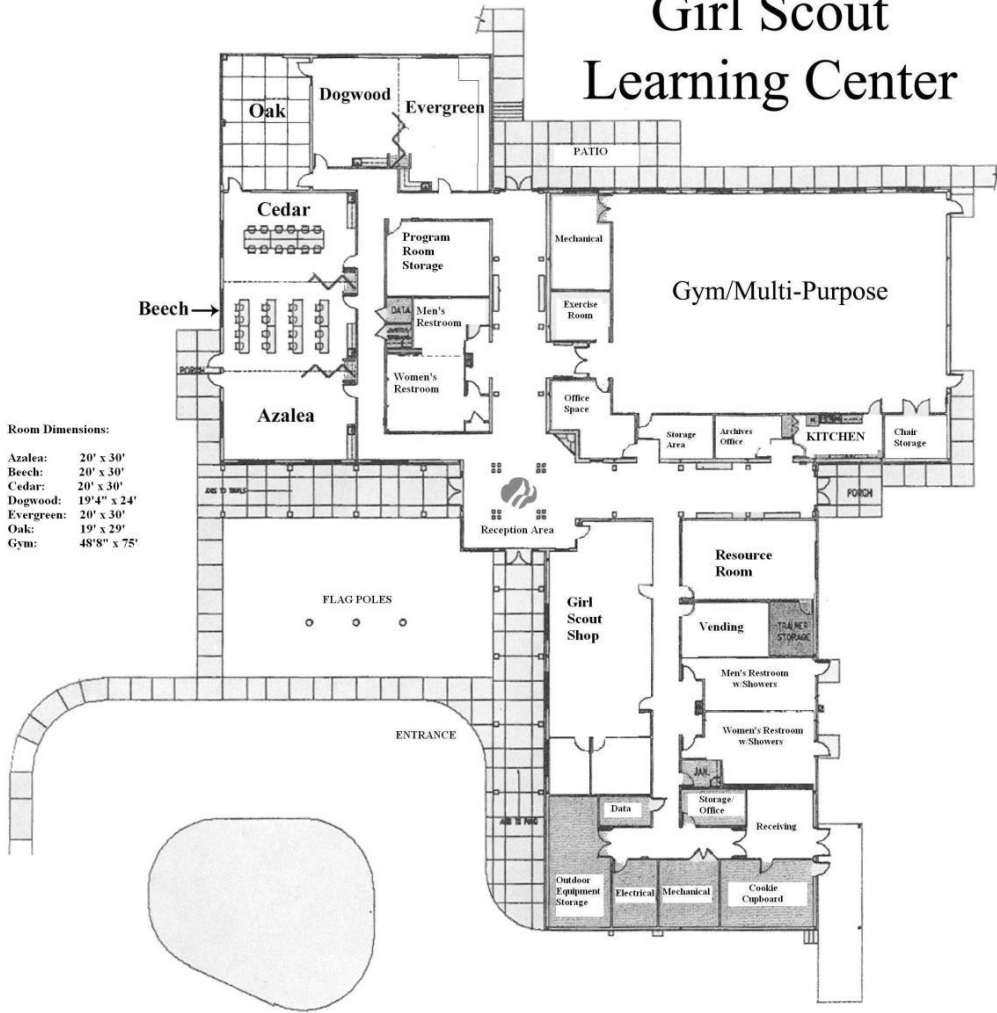 Girl Scout
Learning Center
PATIO
Oak
Dogwood
Evergreen
Cedar
Program
Room
Storage
Mechanical
Gym/Multi-Purpose
Beech
DATA
Men's
Restroom
Exercise
Room
PORCH
Women's
Restroom
Office
Space
Azalea
Storage
Area
Archives
Office
KITCHEN
Chair
Storage
Room Dimensions:
Azalea: 20' x 30'
Beech: 20' x 30'
Cedar: 20' x 30'
Dogwood: 19'4" x 24'
Evergreen: 20' x 30'
Oak: 19' x 29'
Gym: 48'8" x 75'
PORCH
Reception Area
Resource
Room
FLAG POLES
Girl
Scout
Shop
Vending
TRAINER
STORAGE
Men's Restroom
w/Showers
ENTRANCE
Women's Restroom
w/Showers
JAN.
Data
Storage/
Office
Receiving
Outdoor
Equipment
Storage
Electrical
Mechanical
Cookie
Cupboard